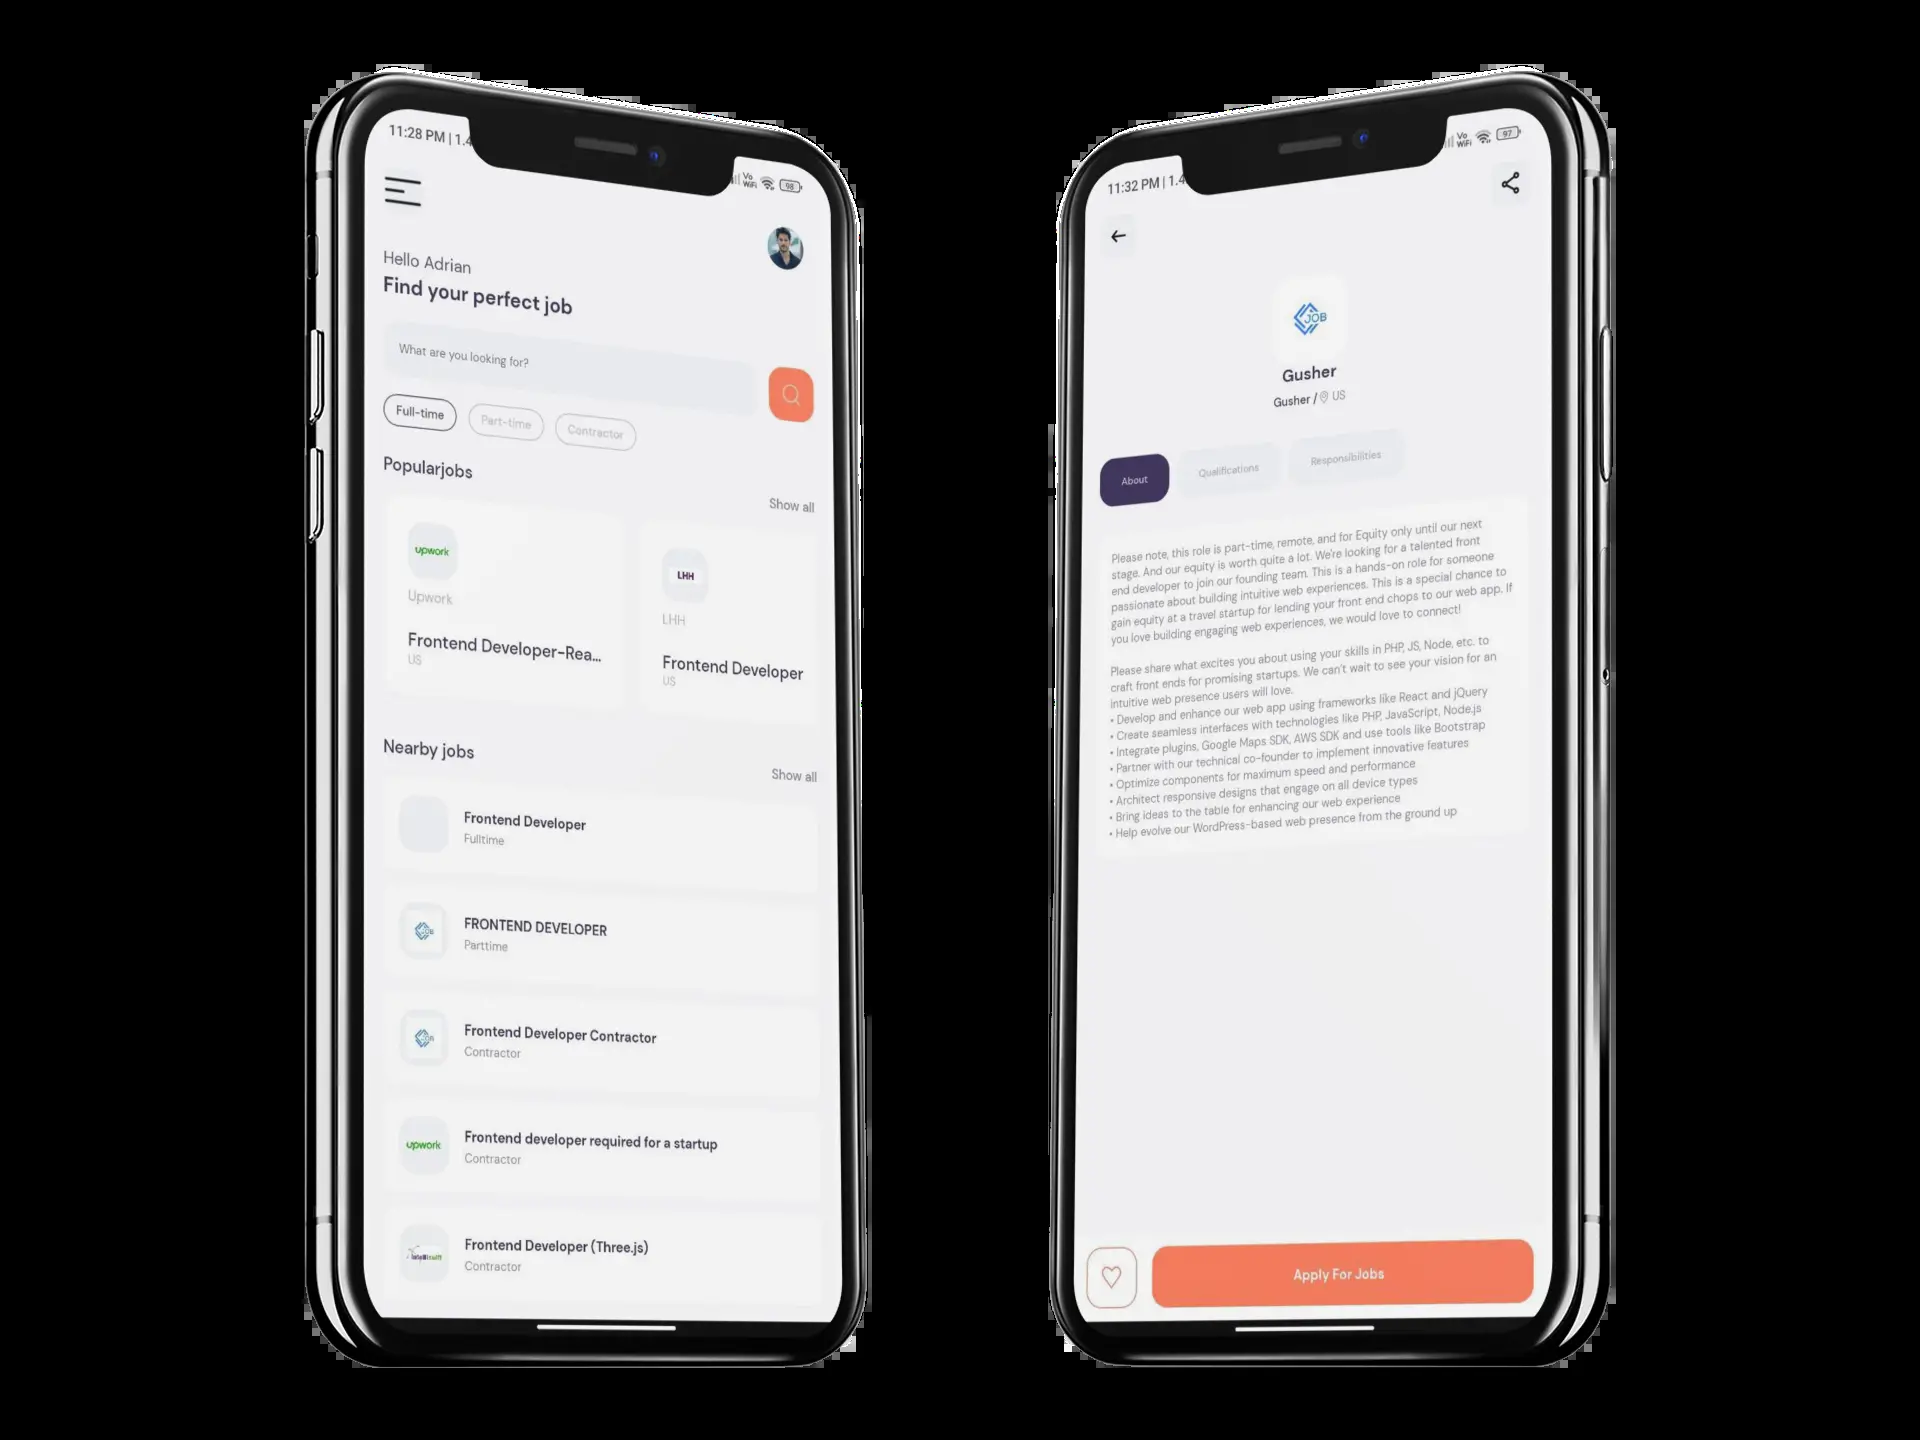 11:28 PM | 1.4
Vo
WiFi
98
Hello Adrian
Find your perfect job
What are you looking for?
Full-time
Part-time
Contractor
Popularjobs
Show all
upwork
Upwork
Frontend Developer-Rea...
US
LHH
LHH
Frontend Developer
US
Nearby jobs
Show all
Frontend Developer
Fulltime
JOB
FRONTEND DEVELOPER
Parttime
JOB
Frontend Developer Contractor
Contractor
upwork
Frontend developer required for a startup
Contractor
Frontend Developer (Three.js)
Contractor
11:32 PM | 1.4
Vo
WiFi
97
JOB
Gusher
Gusher / US
About
Qualifications
Responsibilities
Please note, this role is part-time, remote, and for Equity only until our next
stage. And our equity is worth quite a lot. We're looking for a talented front
end developer to join our founding team. This is a hands-on role for someone
passionate about building intuitive web experiences. This is a special chance to
gain equity at a travel startup for lending your front end chops to our web app. If
you love building engaging web experiences, we would love to connect!
Please share what excites you about using your skills in PHP, JS, Node, etc. to
craft front ends for promising startups. We can't wait to see your vision for an
intuitive web presence users will love.
• Develop and enhance our web app using frameworks like React and jQuery
• Create seamless interfaces with technologies like PHP, JavaScript, Node.js
• Integrate plugins, Google Maps SDK, AWS SDK and use tools like Bootstrap
• Partner with our technical co-founder to implement innovative features
• Optimize components for maximum speed and performance
• Architect responsive designs that engage on all device types
• Bring ideas to the table for enhancing our web experience
• Help evolve our WordPress-based web presence from the ground up
Apply For Jobs